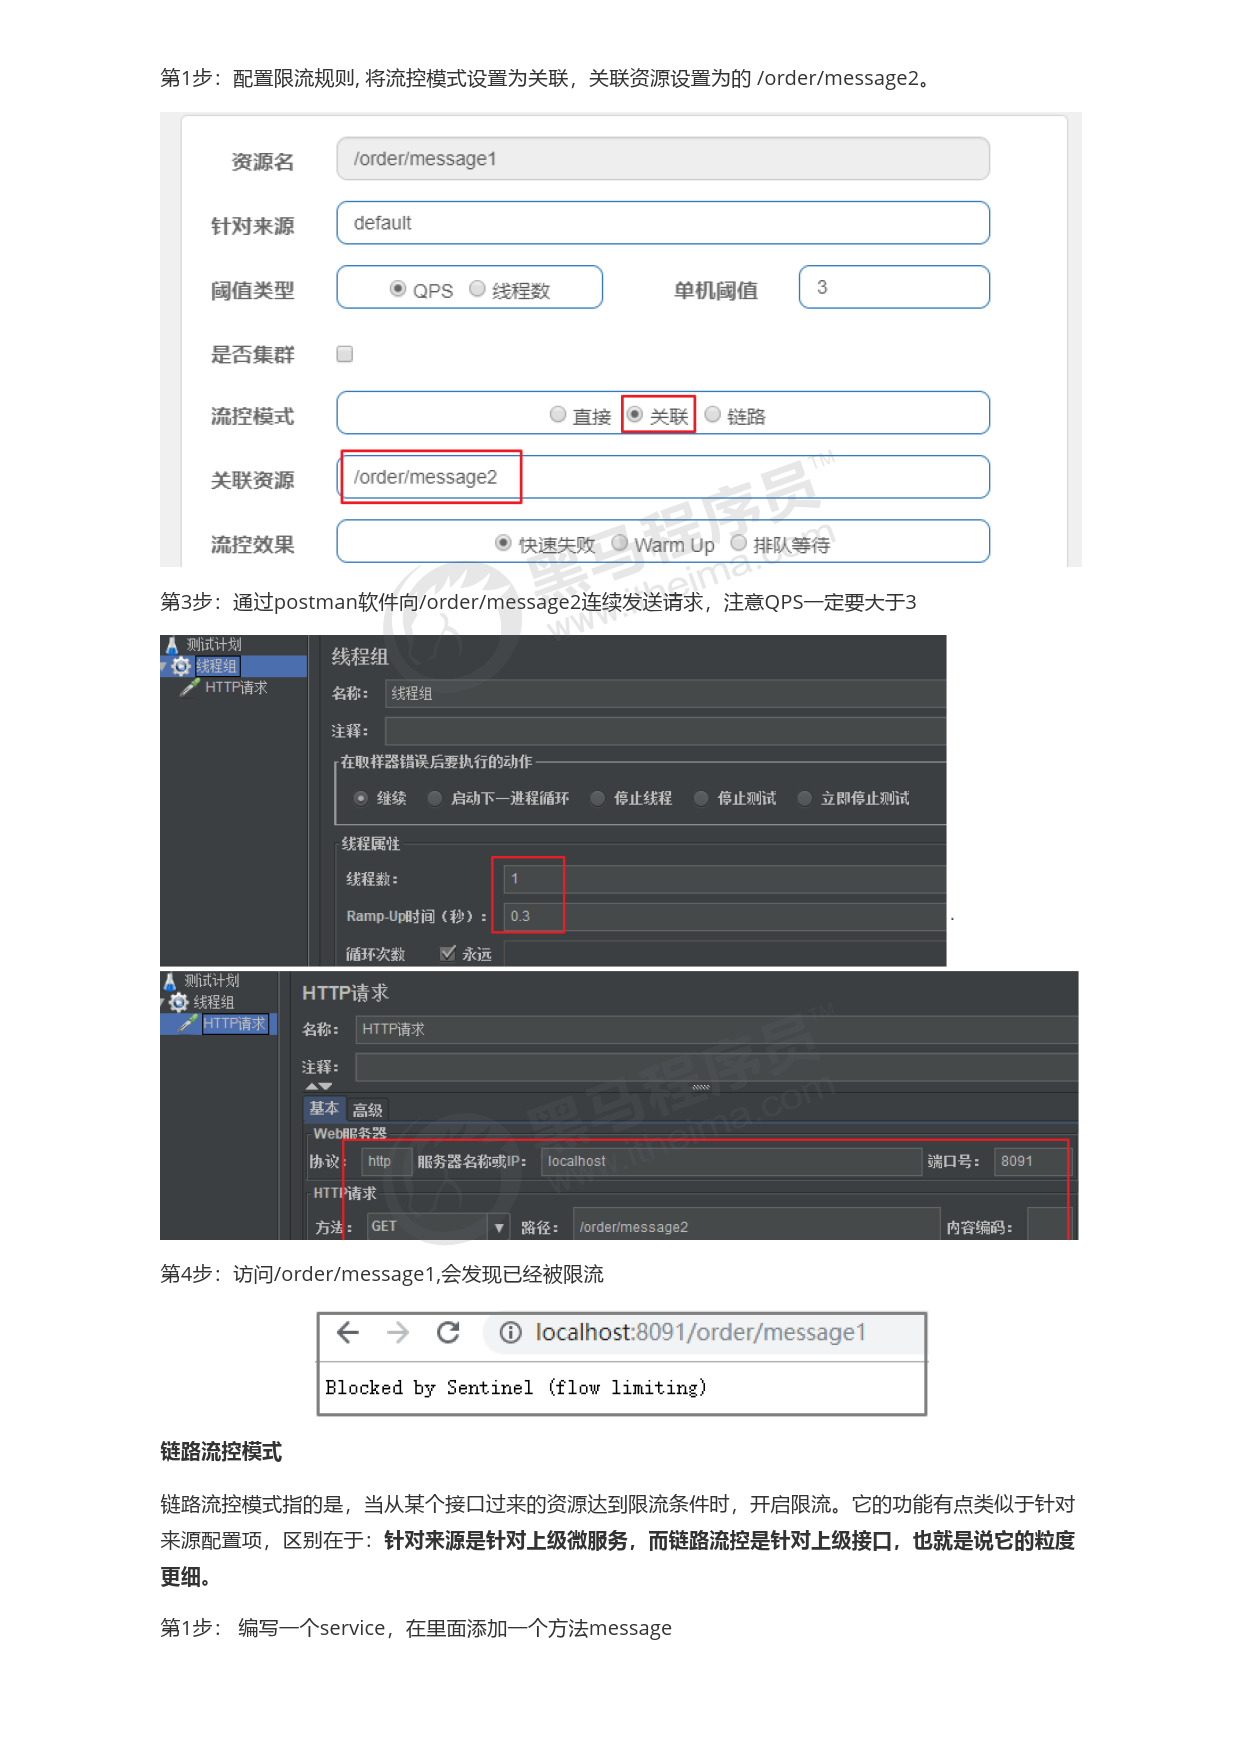 第1步：配置限流规则, 将流控模式设置为关联，关联资源设置为的 /order/message2。
资源名 /order/message1
针对来源 default
阈值类型 QPS 线程数 单机阈值 3
是否集群
流控模式 直接 关联 链路
关联资源 /order/message2
流控效果 快速失败 Warm Up 排队等待
黑马程序员™
www.itheima.com
第3步：通过postman软件向/order/message2连续发送请求，注意QPS一定要大于3
测试计划
线程组
HTTP请求
线程组
名称： 线程组
注释：
在取样器错误后要执行的动作
继续 启动下一进程循环 停止线程 停止测试 立即停止测试
线程属性
线程数： 1
Ramp-Up时间（秒）： 0.3
循环次数 永远
.
测试计划
线程组
HTTP请求
HTTP请求
名称： HTTP请求
注释：
基本 高级
Web服务器
协议： http 服务器名称或IP： localhost 端口号： 8091
HTTP请求
方法： GET 路径： /order/message2 内容编码：
黑马程序员™
www.itheima.com
第4步：访问/order/message1,会发现已经被限流
localhost:8091/order/message1
Blocked by Sentinel (flow limiting)
链路流控模式
链路流控模式指的是，当从某个接口过来的资源达到限流条件时，开启限流。它的功能有点类似于针对
来源配置项，区别在于：针对来源是针对上级微服务，而链路流控是针对上级接口，也就是说它的粒度
更细。
第1步： 编写一个service，在里面添加一个方法message